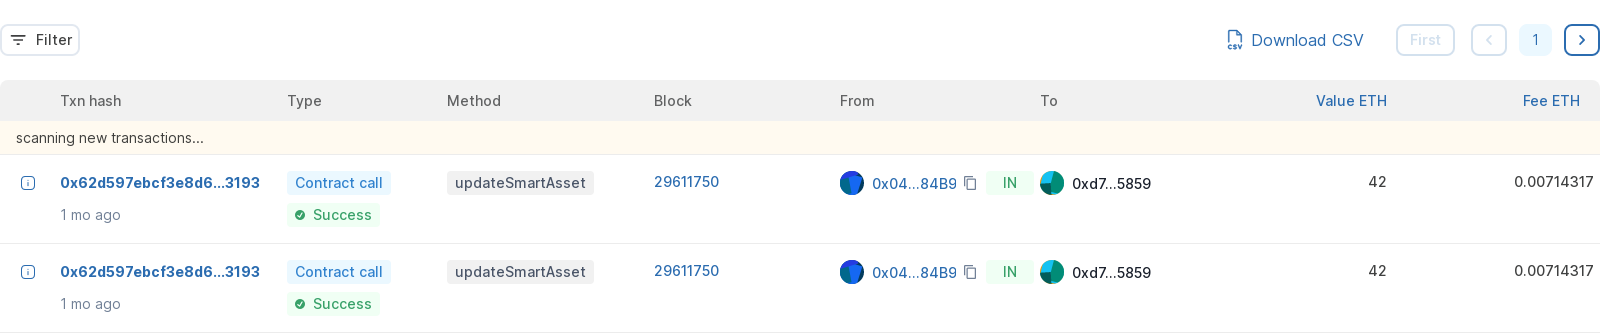 Filter Download CSV First 1
Txn hash Type Method Block From To Value ETH Fee ETH
scanning new transactions...
0x62d597ebcf3e8d6...3193 Contract call updateSmartAsset 29611750 0x04...84B9 IN 0xd7...5859 42 0.00714317
1 mo ago Success
0x62d597ebcf3e8d6...3193 Contract call updateSmartAsset 29611750 0x04...84B9 IN 0xd7...5859 42 0.00714317
1 mo ago Success